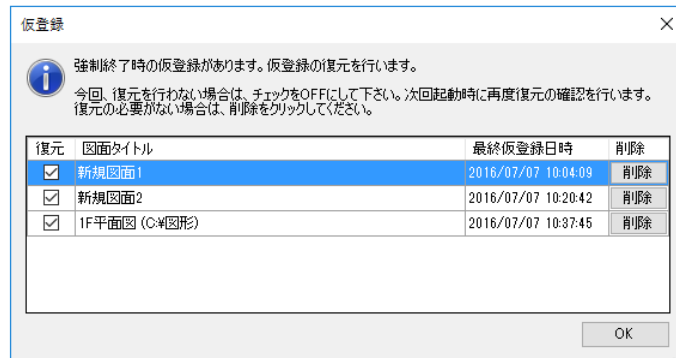 仮登録
強制終了時の仮登録があります。仮登録の復元を行います。
今回、復元を行わない場合は、チェックをOFFにして下さい。次回起動時に再度復元の確認を行います。
復元の必要がない場合は、削除をクリックしてください。
復元 図面タイトル 最終仮登録日時 削除
新規図面1 2016/07/07 10:04:09 削除
新規図面2 2016/07/07 10:20:42 削除
1F平面図 (C:¥図形) 2016/07/07 10:37:45 削除
OK